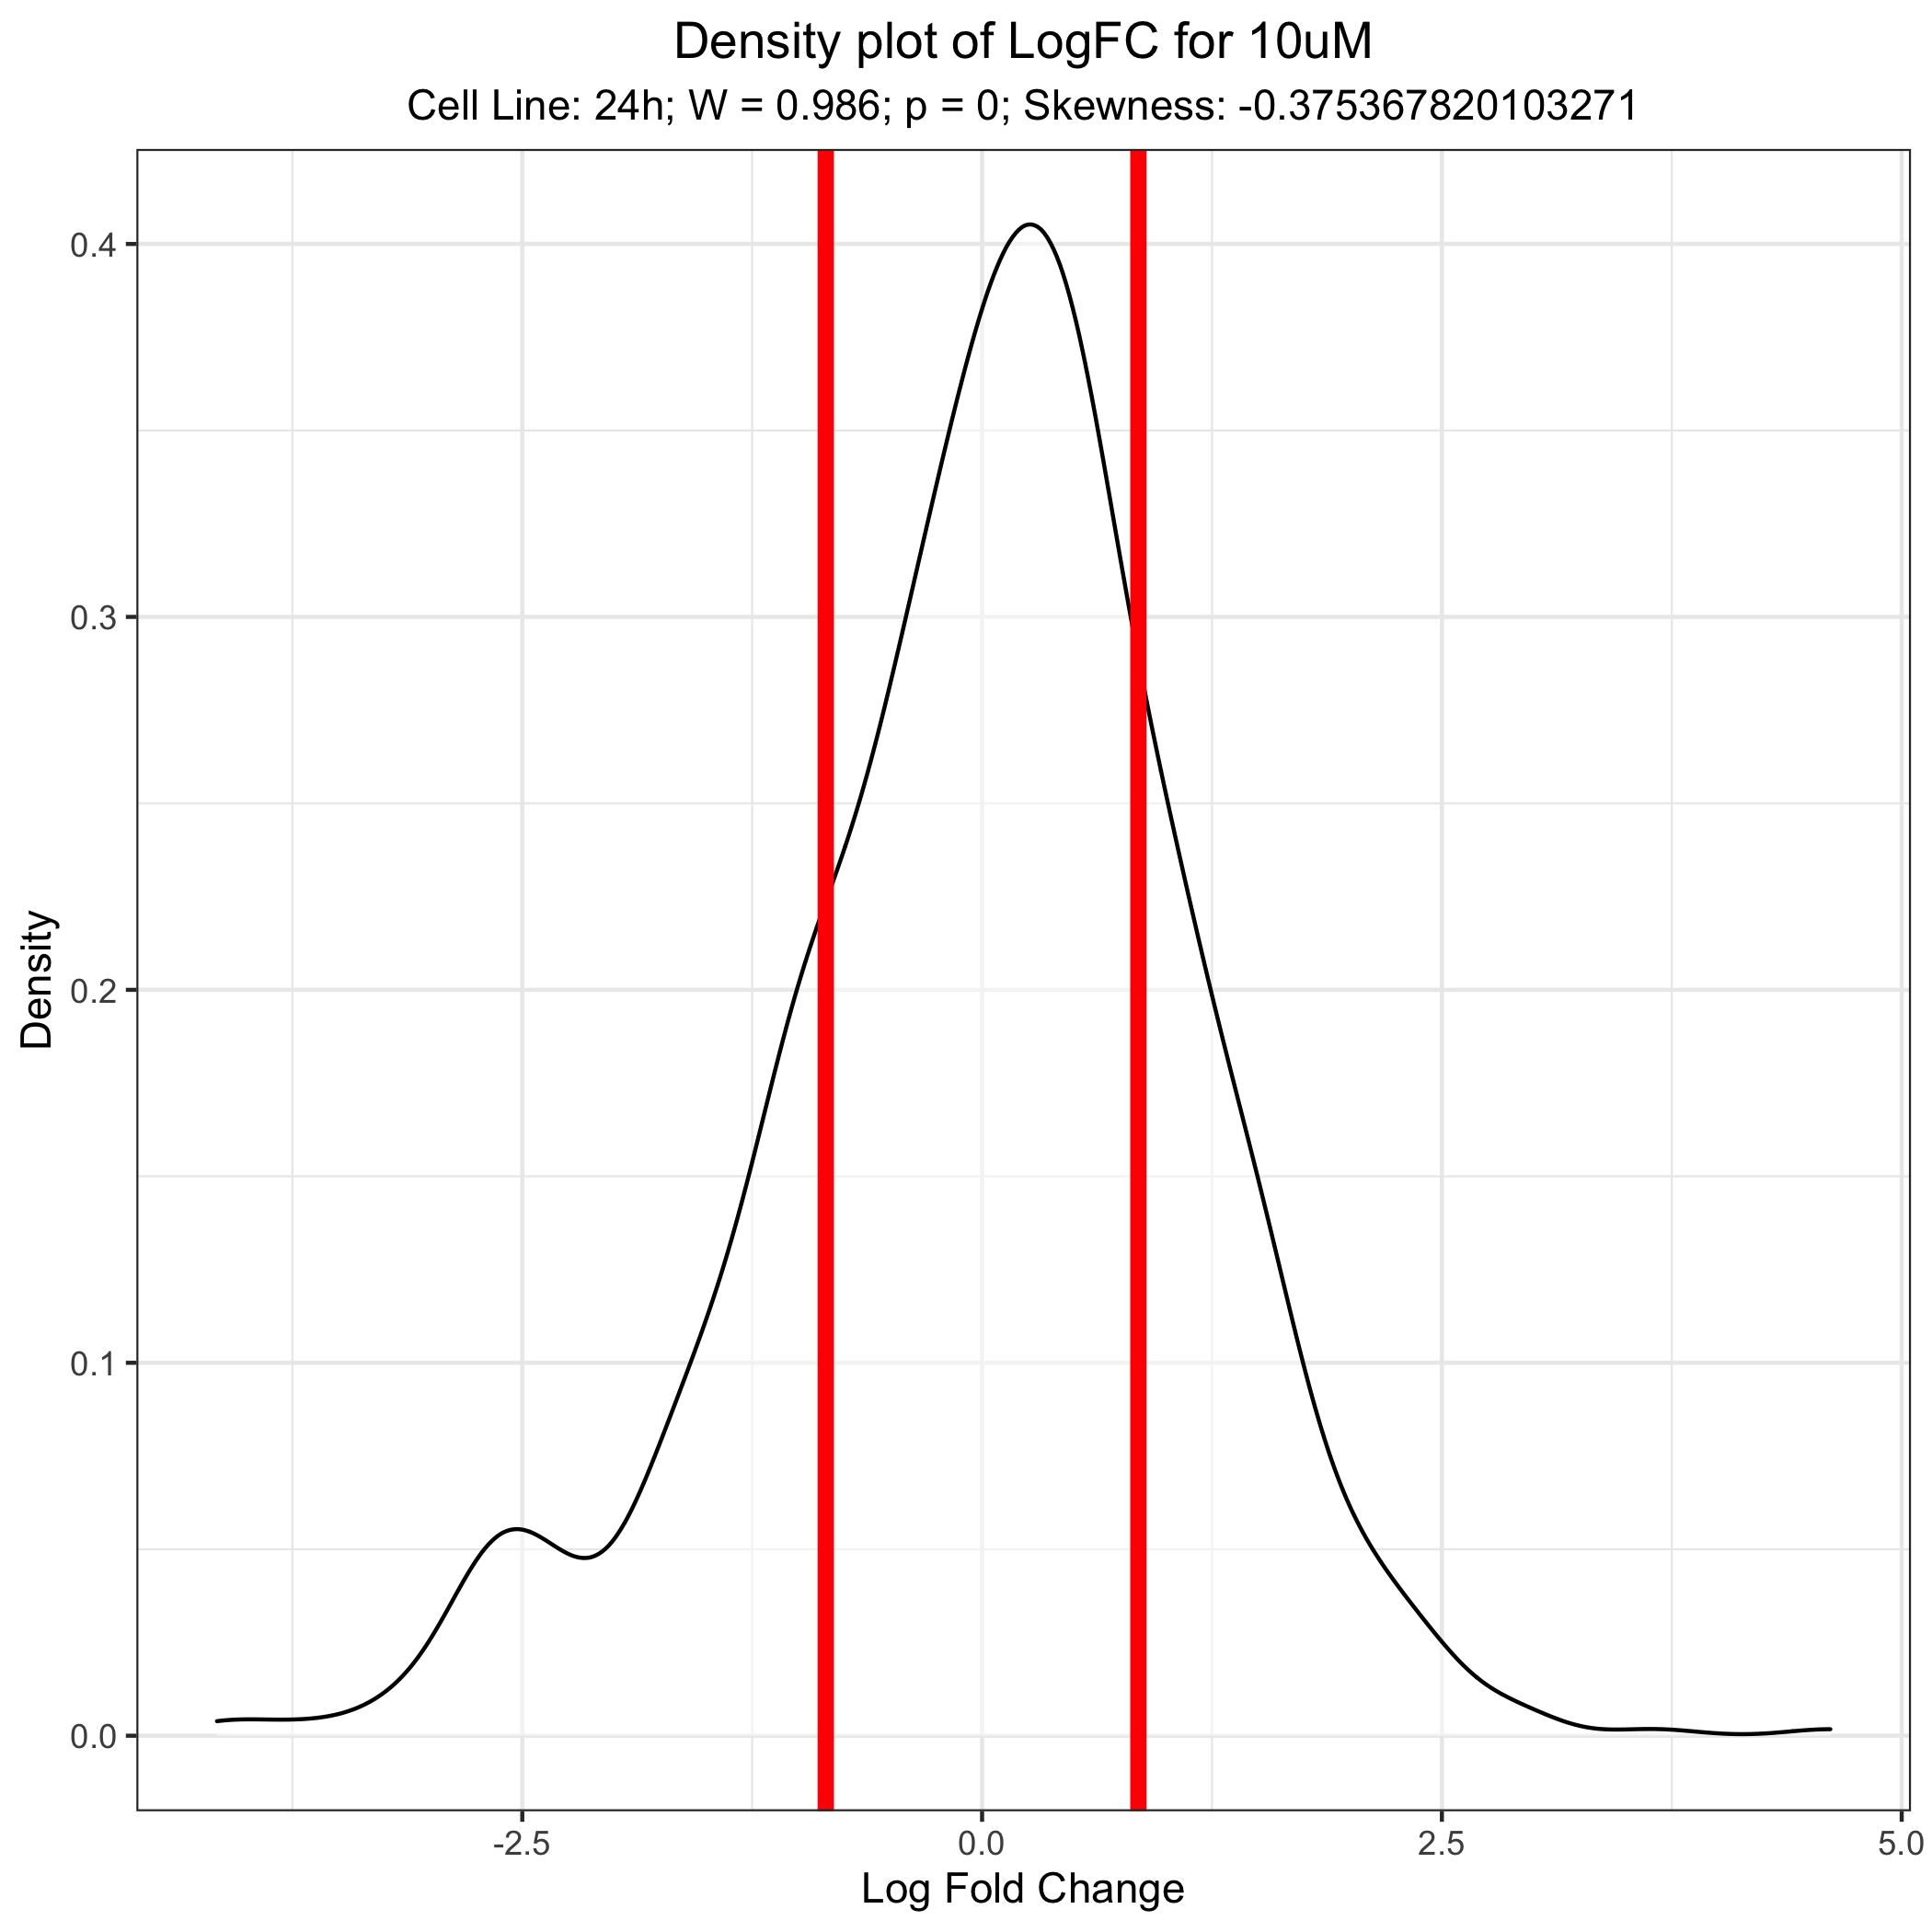 Density plot of LogFC for 10uM
Cell Line: 24h; W = 0.986; p = 0; Skewness: -0.375367820103271
0.4
0.3
0.2
0.1
0.0
Density
-2.5
0.0
2.5
5.0
Log Fold Change